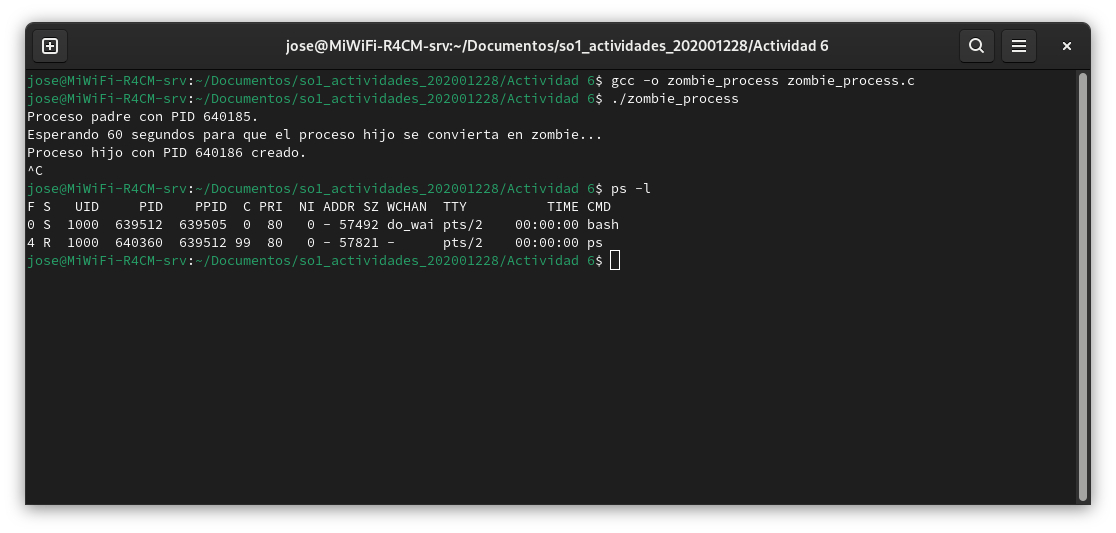 jose@MiWiFi-R4CM-srv:~/Documentos/so1_actividades_202001228/Actividad 6
jose@MiWiFi-R4CM-srv:~/Documentos/so1_actividades_202001228/Actividad 6$ gcc -o zombie_process zombie_process.c
jose@MiWiFi-R4CM-srv:~/Documentos/so1_actividades_202001228/Actividad 6$ ./zombie_process
Proceso padre con PID 640185.
Esperando 60 segundos para que el proceso hijo se convierta en zombie...
Proceso hijo con PID 640186 creado.
^C
jose@MiWiFi-R4CM-srv:~/Documentos/so1_actividades_202001228/Actividad 6$ ps -l
F S   UID     PID    PPID  C PRI  NI ADDR SZ WCHAN  TTY          TIME CMD
0 S  1000  639512  639505  0  80   0 - 57492 do_wai pts/2    00:00:00 bash
4 R  1000  640360  639512 99  80   0 - 57821 -      pts/2    00:00:00 ps
jose@MiWiFi-R4CM-srv:~/Documentos/so1_actividades_202001228/Actividad 6$